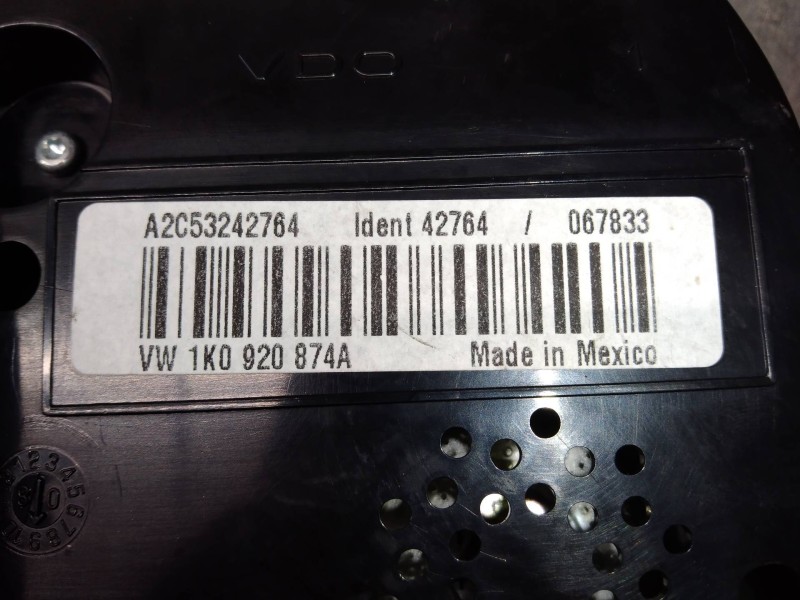 VDO
A2C53242764 Ident 42764 / 067833
VW 1K0 920 874A Made in Mexico